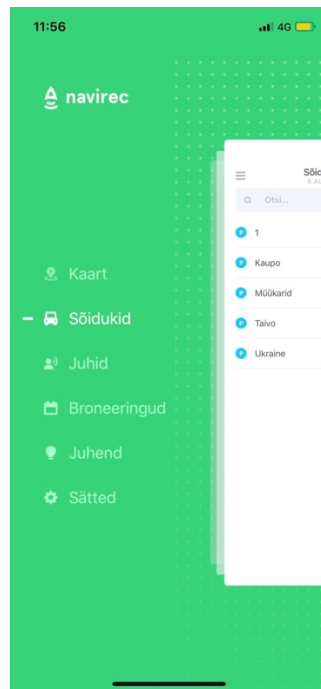 11:56
4G
navirec
Kaart
Sõidukid
Juhid
Broneeringud
Juhend
Sätted
Otsi...
P
1
P
Kaupo
P
Müükarid
P
Taivo
P
Ukraine